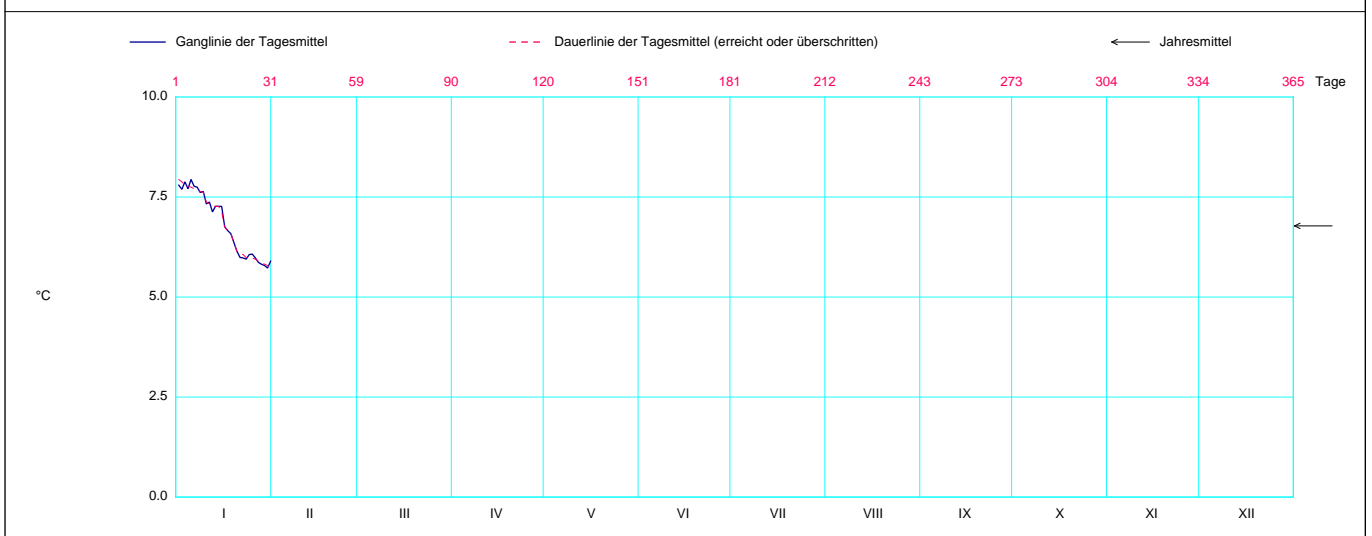 Ganglinie der Tagesmittel Dauerlinie der Tagesmittel (erreicht oder überschritten) Jahresmittel
1 31 59 90 120 151 181 212 243 273 304 334 365 Tage
10.0
7.5
°C 5.0
2.5
0.0
I II III IV V VI VII VIII IX X XI XII